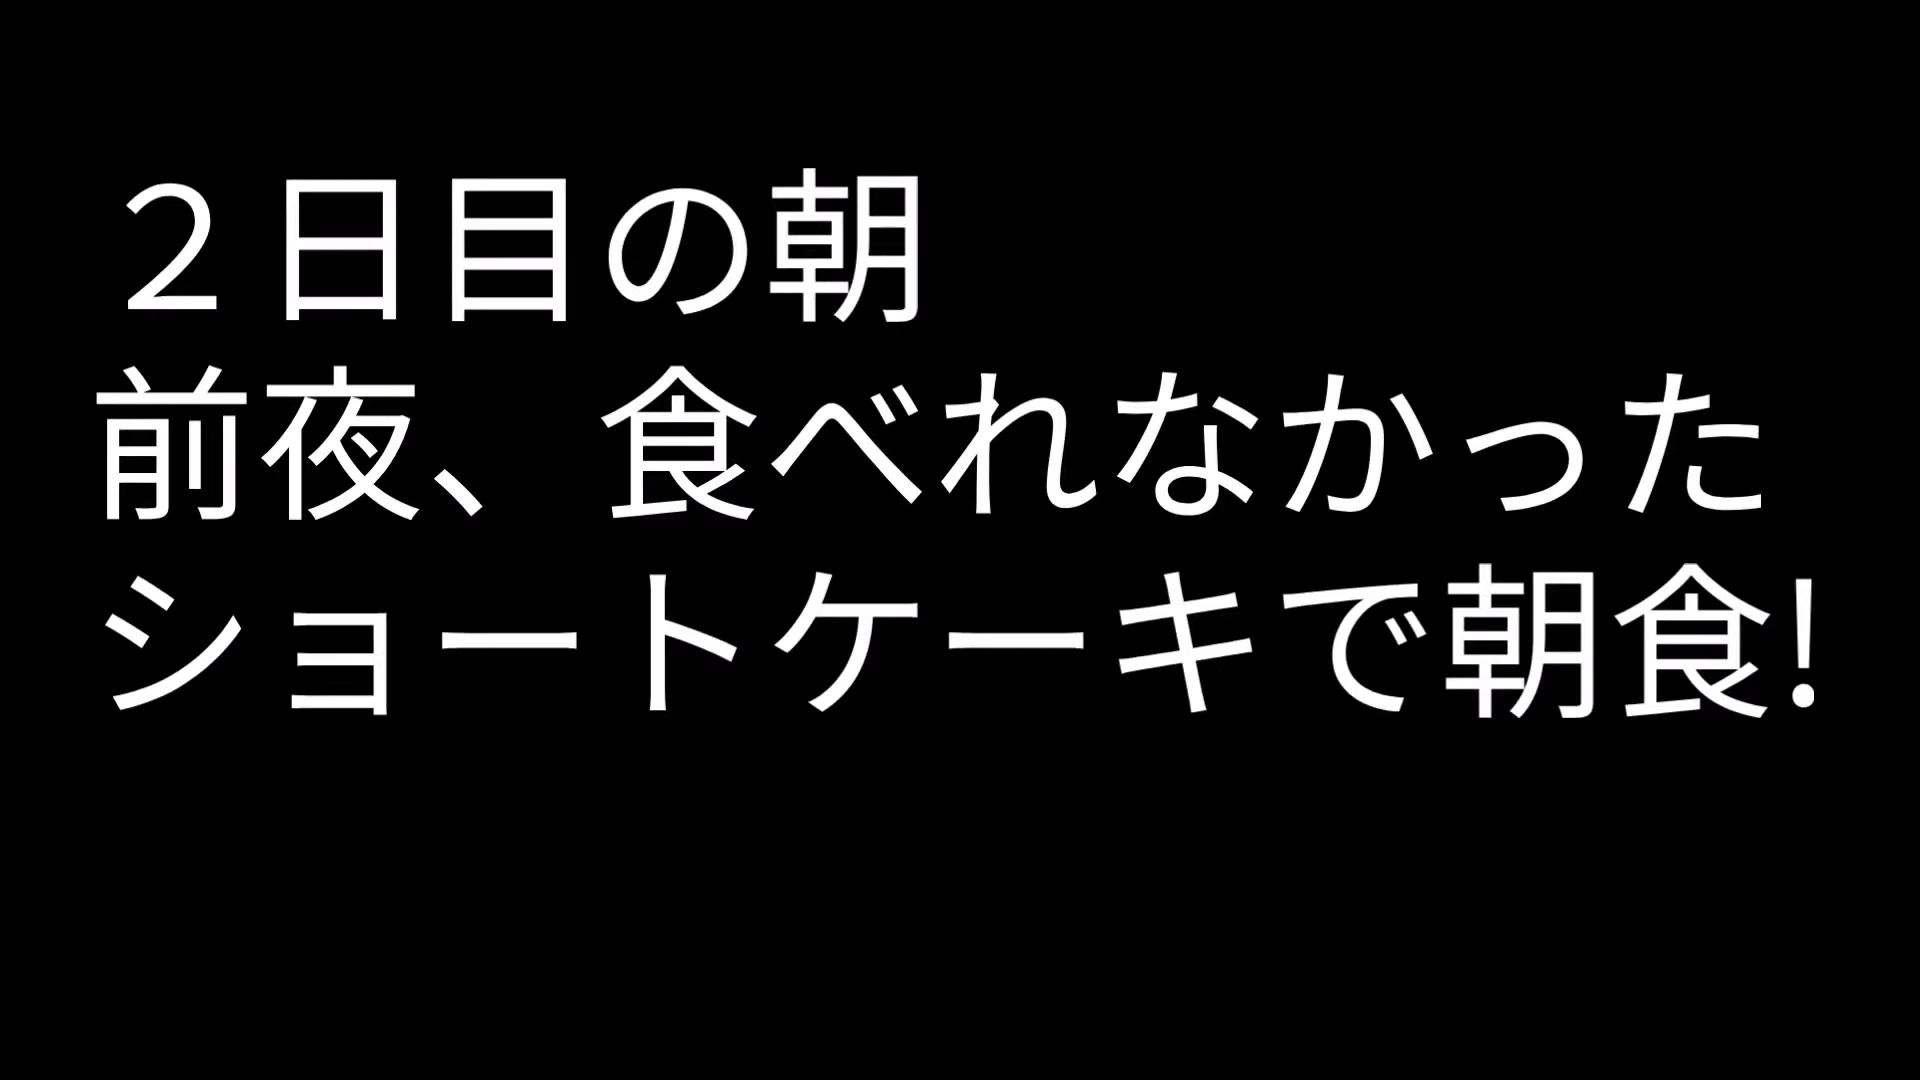 ２日目の朝
前夜、食べれなかった
ショートケーキで朝食!